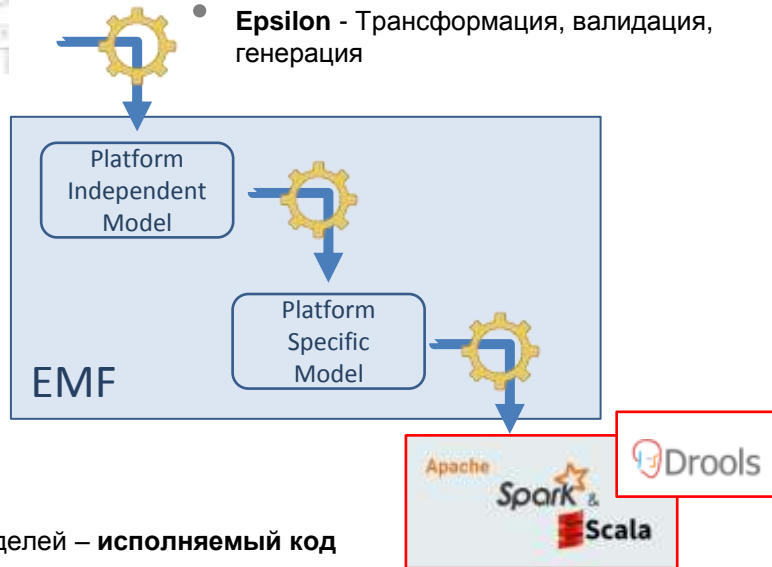 Epsilon - Трансформация, валидация,
генерация
Platform
Independent
Model
Platform
Specific
Model
EMF
Apache
Spark &
Scala
Drools
делей – исполняемый код